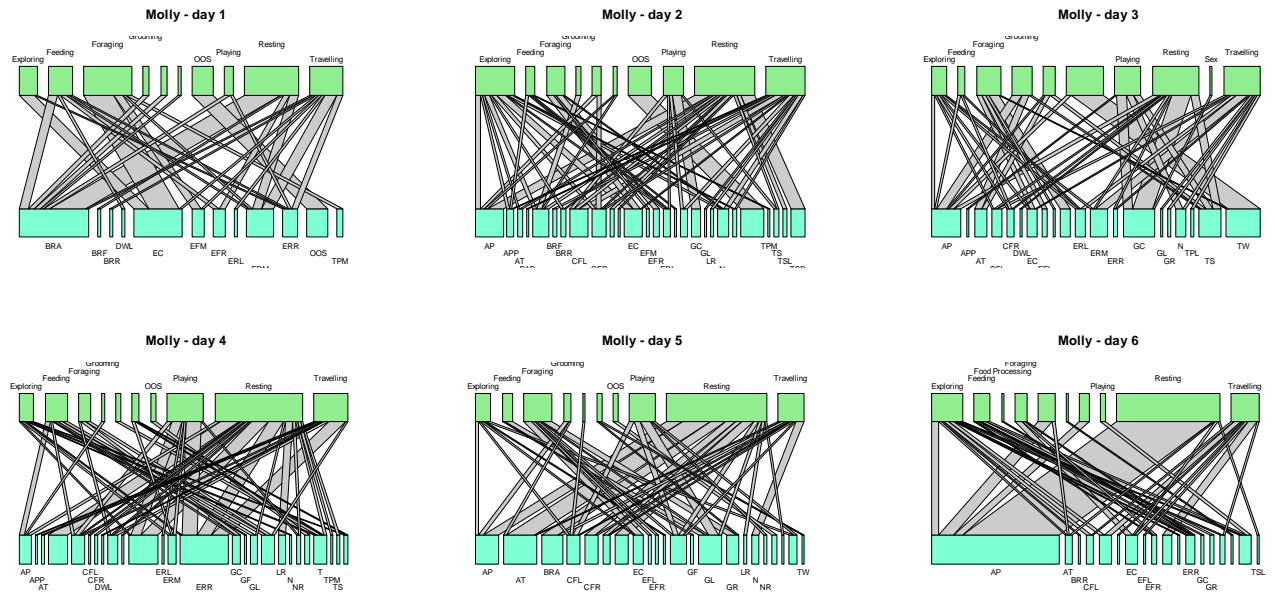 Molly - day 1
Grooming
Foraging
Resting
Feeding
Playing
Exploring
OOS
Travelling
BRA
DWL
EFM
ERR
BRF
EC
EFR
OOS
BRR
ERL
TPM
Molly - day 2
Grooming
Foraging
Resting
Feeding
Playing
Exploring
OOS
Travelling
AP
BRF
EC
GC
TPM
APP
BRR
EFM
GL
TS
AT
CFL
EFR
LR
TSL
Molly - day 3
Grooming
Foraging
Resting
Feeding
Exploring
Playing
Sex
Travelling
AP
CFR
ERL
GC
N
TW
APP
DWL
ERM
GL
TPL
AT
EC
ERR
GR
TS
Molly - day 4
Grooming
Foraging
Feeding
Playing
Resting
Travelling
Exploring
OOS
AP
CFL
ERL
GC
LR
T
APP
CFR
ERM
GF
N
TPM
AT
DWL
ERR
GL
NR
TS
Molly - day 5
Grooming
Foraging
Feeding
Playing
Resting
Travelling
Exploring
OOS
AP
BRA
EC
GF
LR
TW
AT
CFL
EFL
GL
N
CFR
EFR
GR
NR
Molly - day 6
Foraging
Food Processing
Feeding
Resting
Exploring
Playing
Travelling
AP
AT
EC
ERR
TSL
BRR
EFL
GC
CFL
EFR
GR